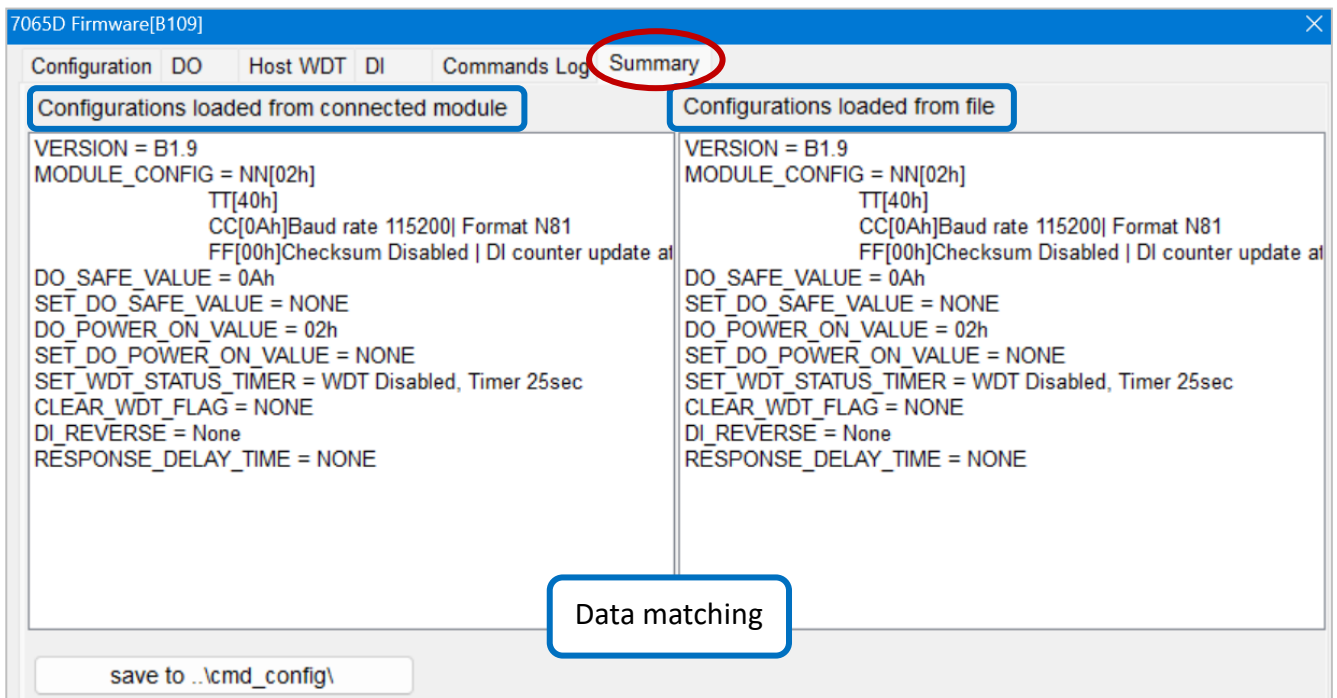 7065D Firmware[B109]
Configuration DO Host WDT DI Commands Log Summary
Configurations loaded from connected module
VERSION = B1.9
MODULE_CONFIG = NN[02h]
TT[40h]
CC[0Ah]Baud rate 115200| Format N81
FF[00h]Checksum Disabled | DI counter update at
DO_SAFE_VALUE = 0Ah
SET_DO_SAFE_VALUE = NONE
DO_POWER_ON_VALUE = 02h
SET_DO_POWER_ON_VALUE = NONE
SET_WDT_STATUS_TIMER = WDT Disabled, Timer 25sec
CLEAR_WDT_FLAG = NONE
DI_REVERSE = None
RESPONSE_DELAY_TIME = NONE
Configurations loaded from file
VERSION = B1.9
MODULE_CONFIG = NN[02h]
TT[40h]
CC[0Ah]Baud rate 115200| Format N81
FF[00h]Checksum Disabled | DI counter update at
DO_SAFE_VALUE = 0Ah
SET_DO_SAFE_VALUE = NONE
DO_POWER_ON_VALUE = 02h
SET_DO_POWER_ON_VALUE = NONE
SET_WDT_STATUS_TIMER = WDT Disabled, Timer 25sec
CLEAR_WDT_FLAG = NONE
DI_REVERSE = None
RESPONSE_DELAY_TIME = NONE
Data matching
save to ..\cmd_config\